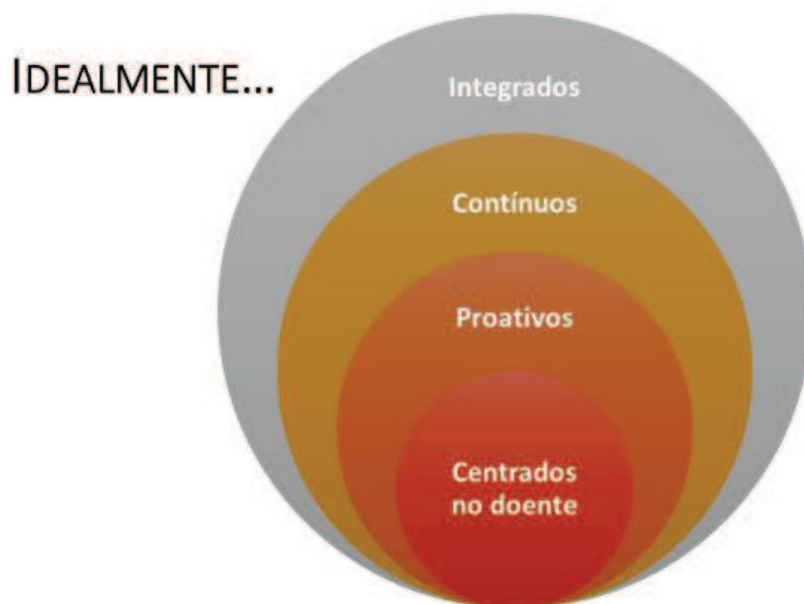 IDEALMENTE...
Integrados
Contínuos
Proativos
Centrados
no doente